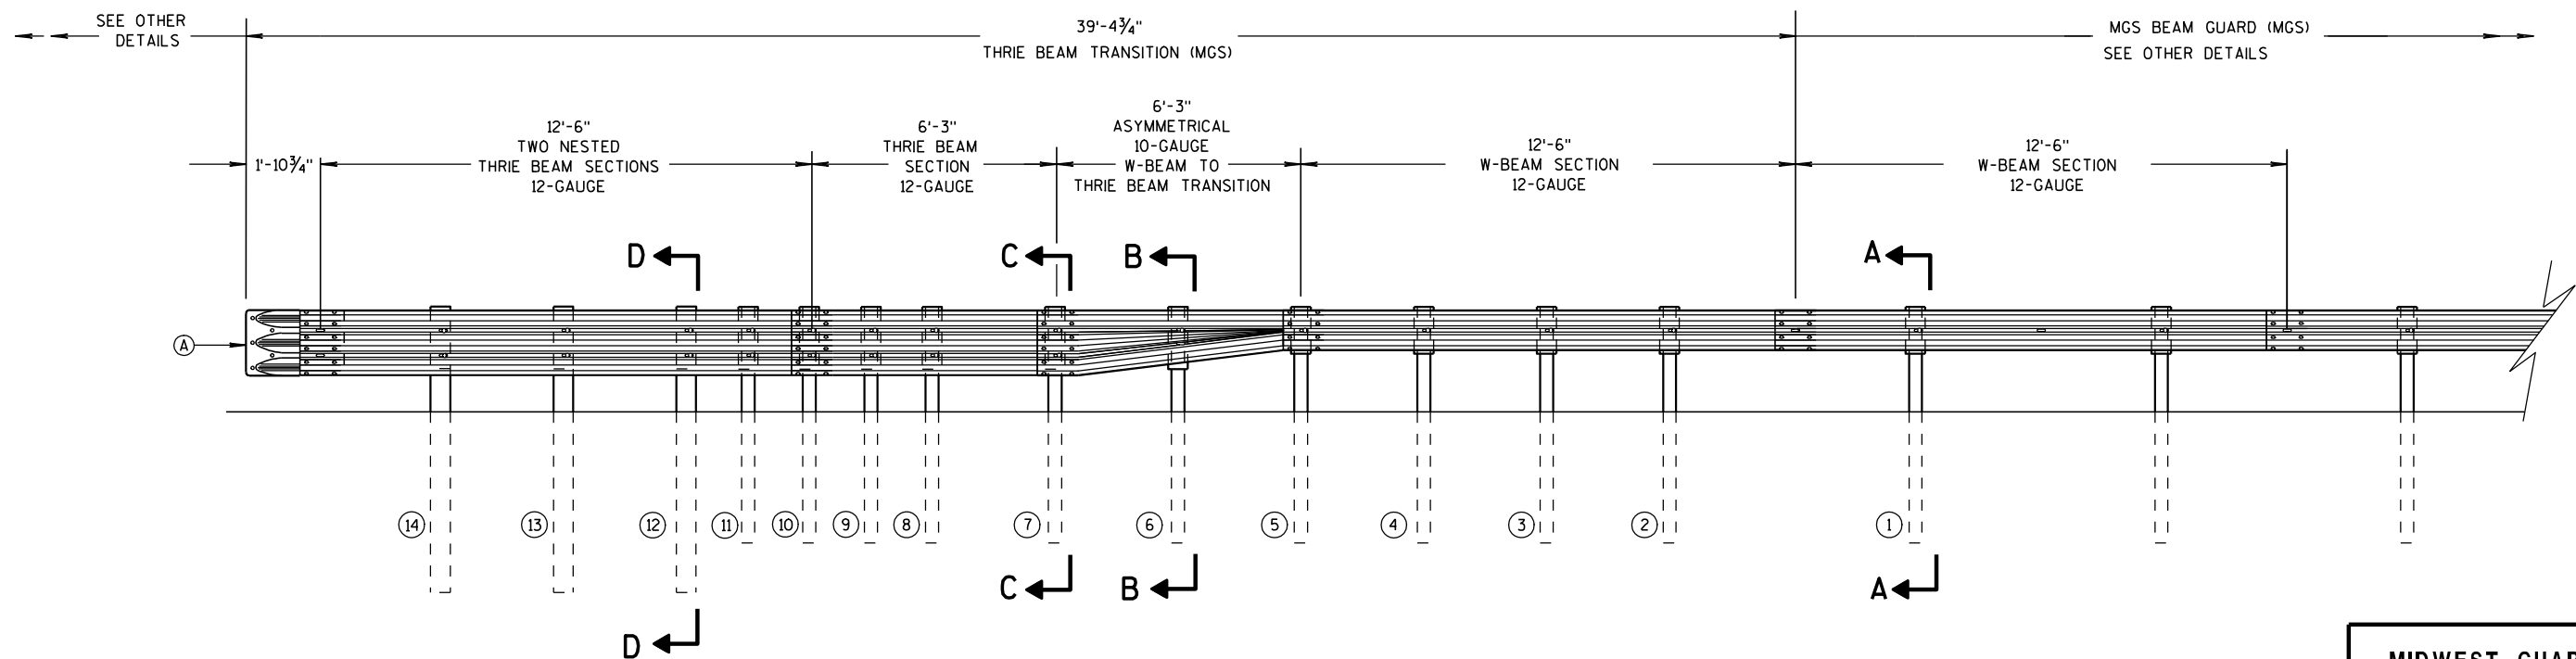 SEE OTHER
DETAILS
39'-4¾"
THRIE BEAM TRANSITION (MGS)
MGS BEAM GUARD (MGS)
SEE OTHER DETAILS
1'-10¾"
12'-6"
TWO NESTED
THRIE BEAM SECTIONS
12-GAUGE
6'-3"
THRIE BEAM
SECTION
12-GAUGE
6'-3"
ASYMMETRICAL
10-GAUGE
W-BEAM TO
THRIE BEAM TRANSITION
12'-6"
W-BEAM SECTION
12-GAUGE
12'-6"
W-BEAM SECTION
12-GAUGE
D
C
B
A
A
14
13
12
11
10
9
8
7
6
5
4
3
2
1
D
C
B
A